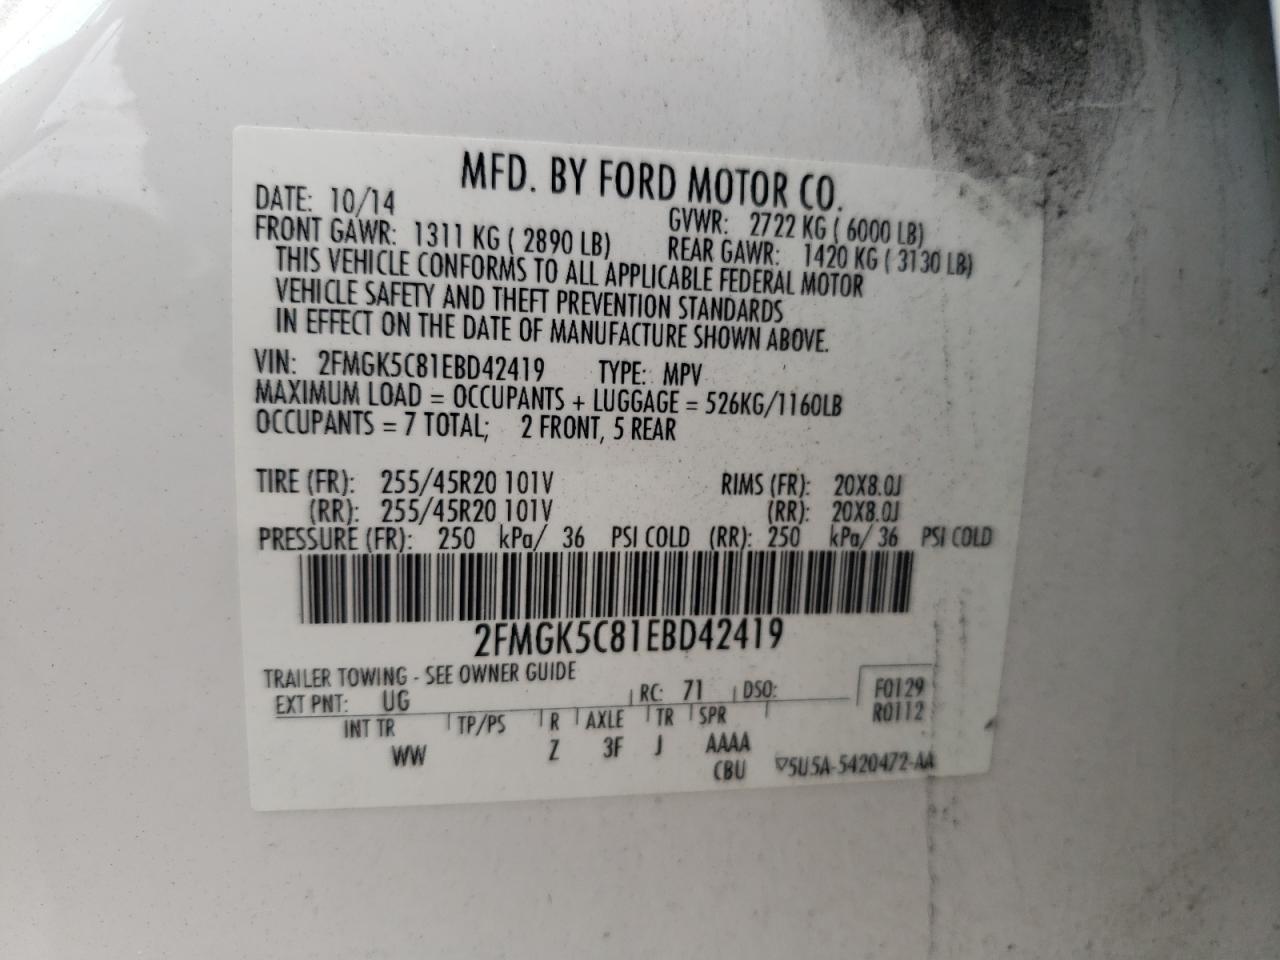 MFD. BY FORD MOTOR CO.
DATE: 10/14 GVWR: 2722 KG ( 6000 LB)
FRONT GAWR: 1311 KG ( 2890 LB) REAR GAWR: 1420 KG ( 3130 LB)
THIS VEHICLE CONFORMS TO ALL APPLICABLE FEDERAL MOTOR
VEHICLE SAFETY AND THEFT PREVENTION STANDARDS
IN EFFECT ON THE DATE OF MANUFACTURE SHOWN ABOVE.
VIN: 2FMGK5C81EBD42419 TYPE: MPV
MAXIMUM LOAD = OCCUPANTS + LUGGAGE = 526KG/1160LB
OCCUPANTS = 7 TOTAL; 2 FRONT, 5 REAR
TIRE (FR): 255/45R20 101V RIMS (FR): 20X8.0J
(RR): 255/45R20 101V (RR): 20X8.0J
PRESSURE (FR): 250 kPa/ 36 PSI COLD (RR): 250 kPa/ 36 PSI COLD
2FMGK5C81EBD42419
TRAILER TOWING - SEE OWNER GUIDE
EXT PNT: UG RC: 71 DSO: F0129
R0112
INT TR TP/PS R AXLE TR SPR
WW Z 3F J AAAA
CBU ▽5U5A-5420472-AA